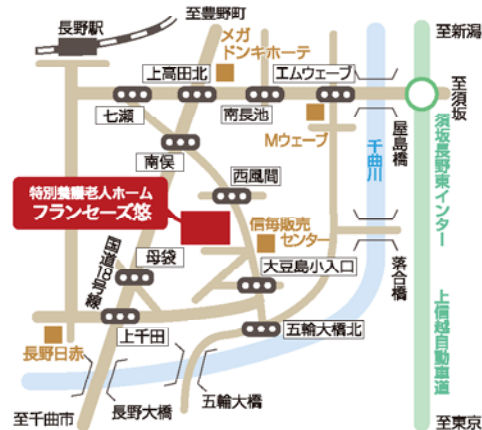 至豊野町
長野駅
メガ
ドンキホーテ
至新潟
上高田北
エムウェーブ
至須坂
七瀬
南長池
Mウェーブ
屋島橋
千曲川
須坂長野東インター
南俣
西風間
特別養護老人ホーム
フランセーズ悠
信毎販売
センター
国道18号線
母袋
大豆島小入口
落合橋
上信越自動車道
上千田
五輪大橋北
長野日赤
至千曲市
長野大橋
五輪大橋
至東京